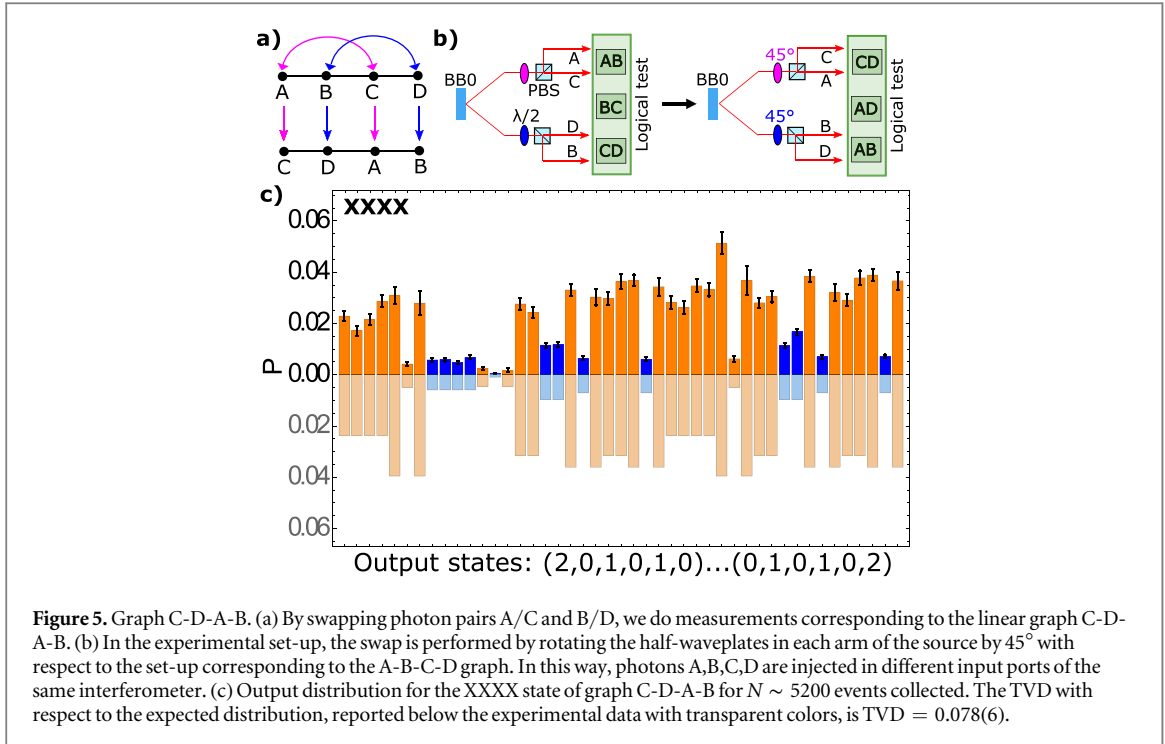 a)
A B C D
C D A B
b)
BB0
PBS
λ/2
A
C
D
B
AB
BC
CD
Logical test
BB0
45°
45°
C
A
B
D
CD
AD
AB
Logical test
c)
XXXX
P
0.06
0.04
0.02
0.00
0.02
0.04
0.06
Output states: (2,0,1,0,1,0)...(0,1,0,1,0,2)
Figure 5. Graph C-D-A-B. (a) By swapping photon pairs A/C and B/D, we do measurements corresponding to the linear graph C-D-
A-B. (b) In the experimental set-up, the swap is performed by rotating the half-waveplates in each arm of the source by 45° with
respect to the set-up corresponding to the A-B-C-D graph. In this way, photons A,B,C,D are injected in different input ports of the
same interferometer. (c) Output distribution for the XXXX state of graph C-D-A-B for N ∼ 5200 events collected. The TVD with
respect to the expected distribution, reported below the experimental data with transparent colors, is TVD = 0.078(6).